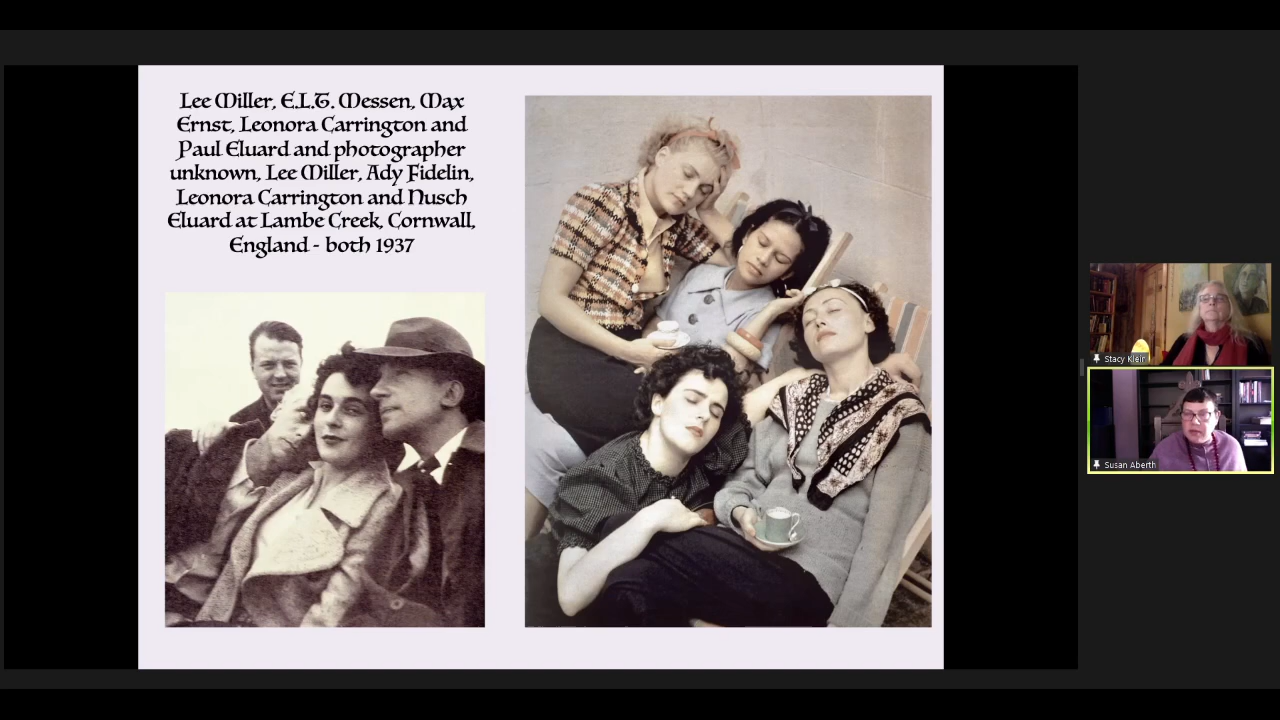 Lee Miller, E.L.T. Messen, Max
Ernst, Leonora Carrington and
Paul Eluard and photographer
unknown, Lee Miller, Ady Fidelin,
Leonora Carrington and Nusch
Eluard at Lambe Creek, Cornwall,
England - both 1937
Stacy Klein
Susan Aberth